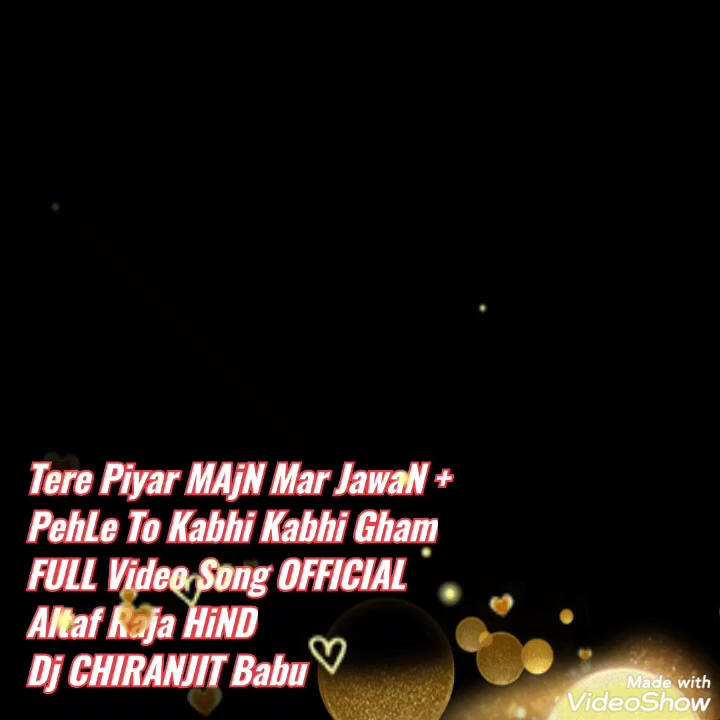 Tere Piyar MAjN Mar JawaN +
PehLe To Kabhi Kabhi Gham
FULL Video Song OFFICIAL
Altaf Raja HiND
Dj CHIRANJIT Babu
Made with
VideoShow